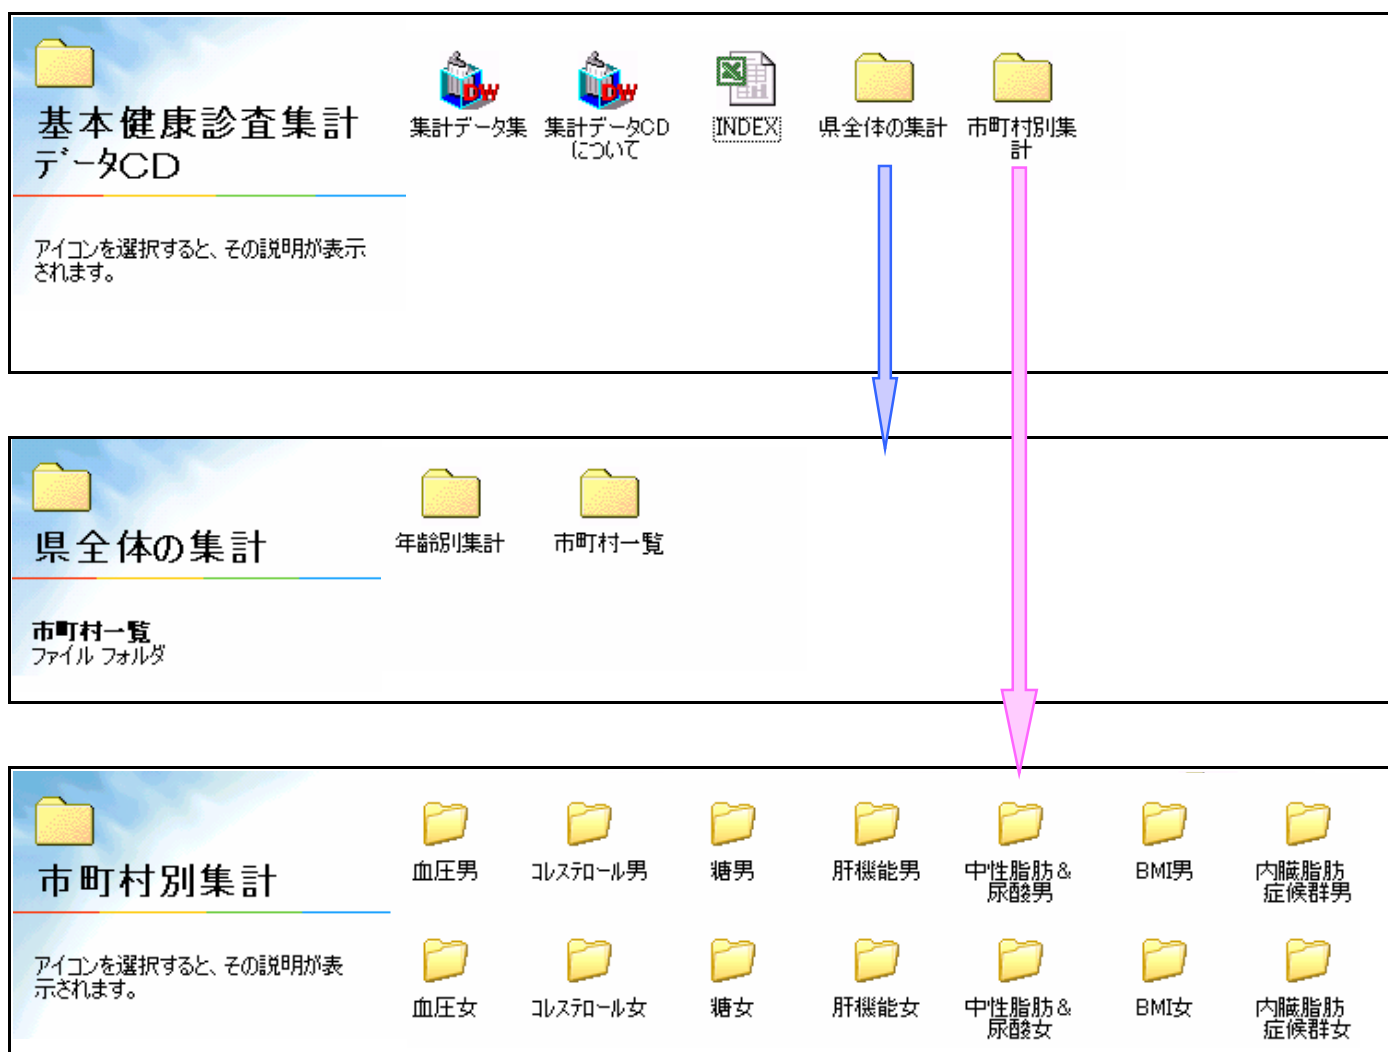 基本健康診査集計
データCD
アイコンを選択すると、その説明が表示
されます。
集計データ集
集計データCD
について
INDEX
県全体の集計
市町村別集
計
県全体の集計
市町村一覧
ファイル フォルダ
年齢別集計
市町村一覧
市町村別集計
アイコンを選択すると、その説明が表
示されます。
血圧男
コレステロール男
糖男
肝機能男
中性脂肪&
尿酸男
BMI男
内臓脂肪
症候群男
血圧女
コレステロール女
糖女
肝機能女
中性脂肪&
尿酸女
BMI女
内臓脂肪
症候群女